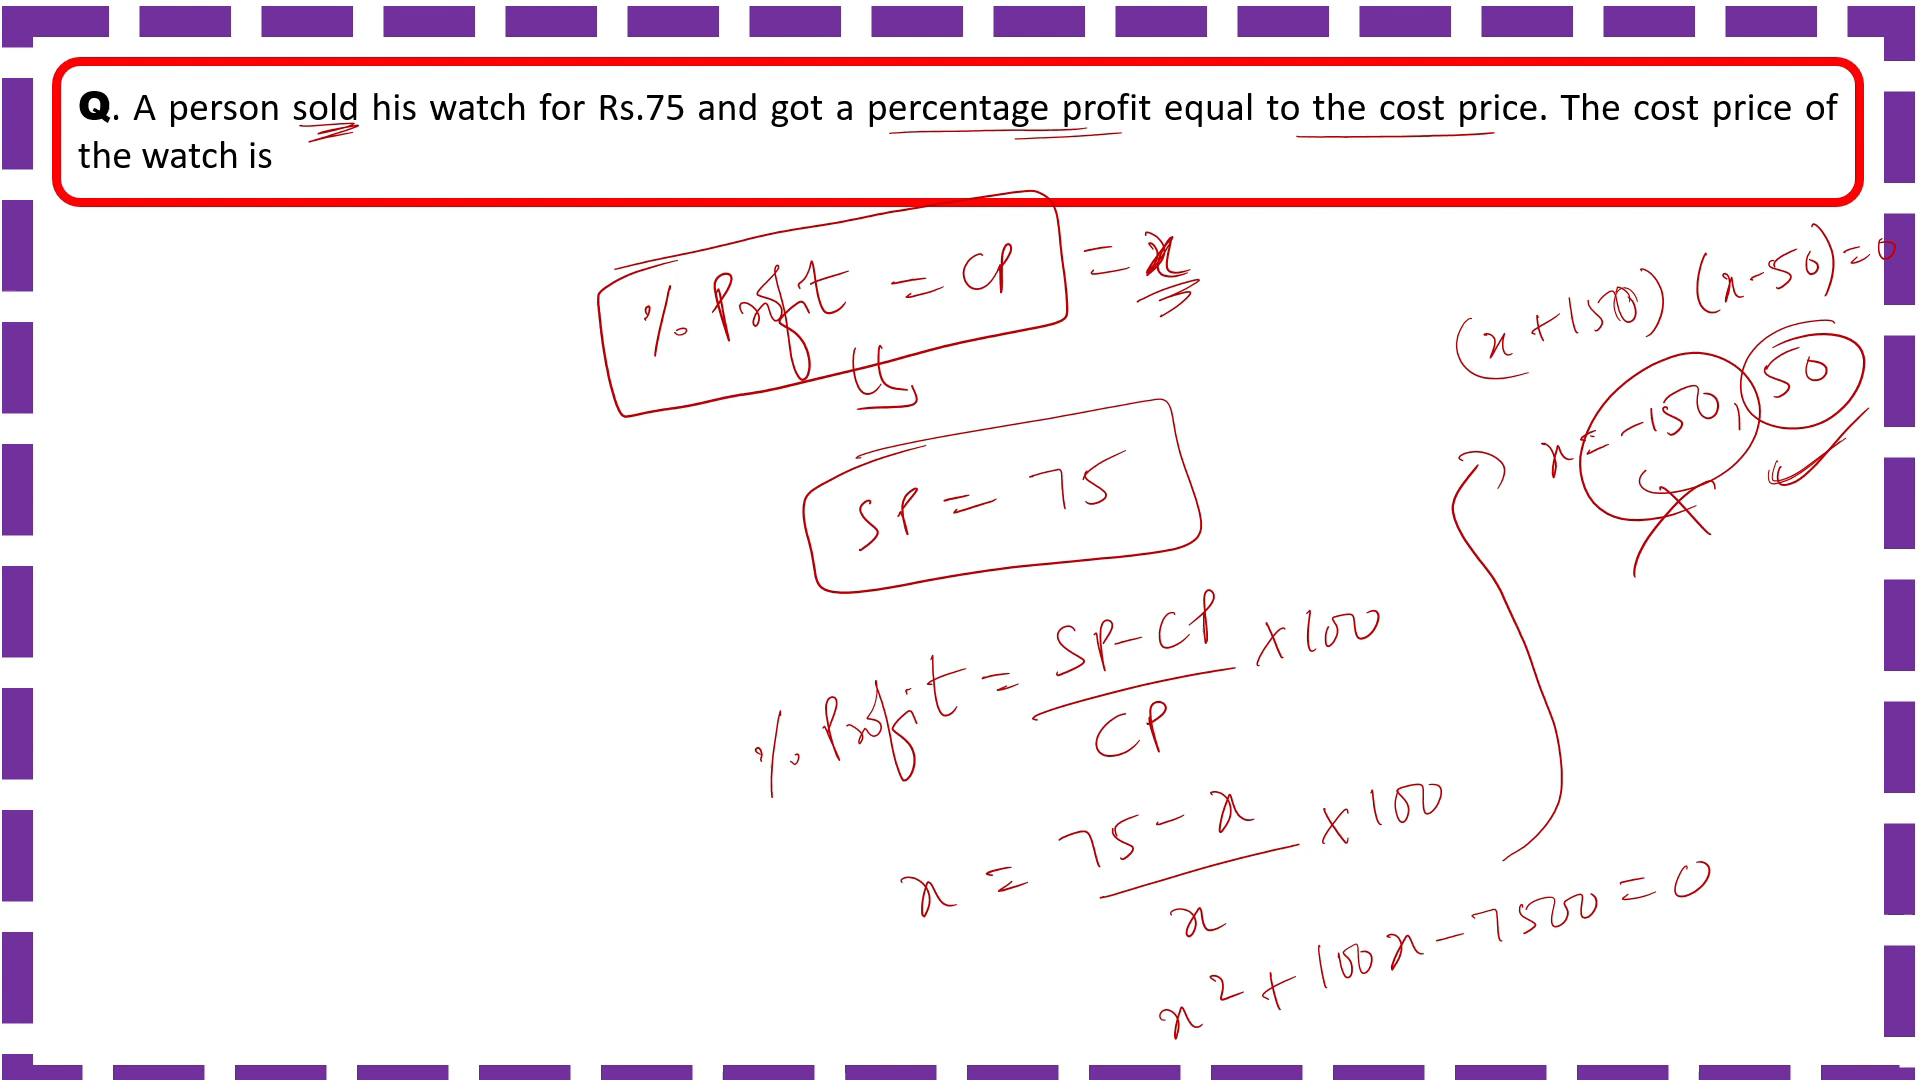 Q. A person sold his watch for Rs.75 and got a percentage profit equal to the cost price. The cost price of
the watch is
% Profit = CP = x
SP = 75
% Profit = SP-CP / CP × 100
x = 75 - x / x × 100
x² + 100x - 7500 = 0
(x+150) (x-50) = 0
x = -150, 50